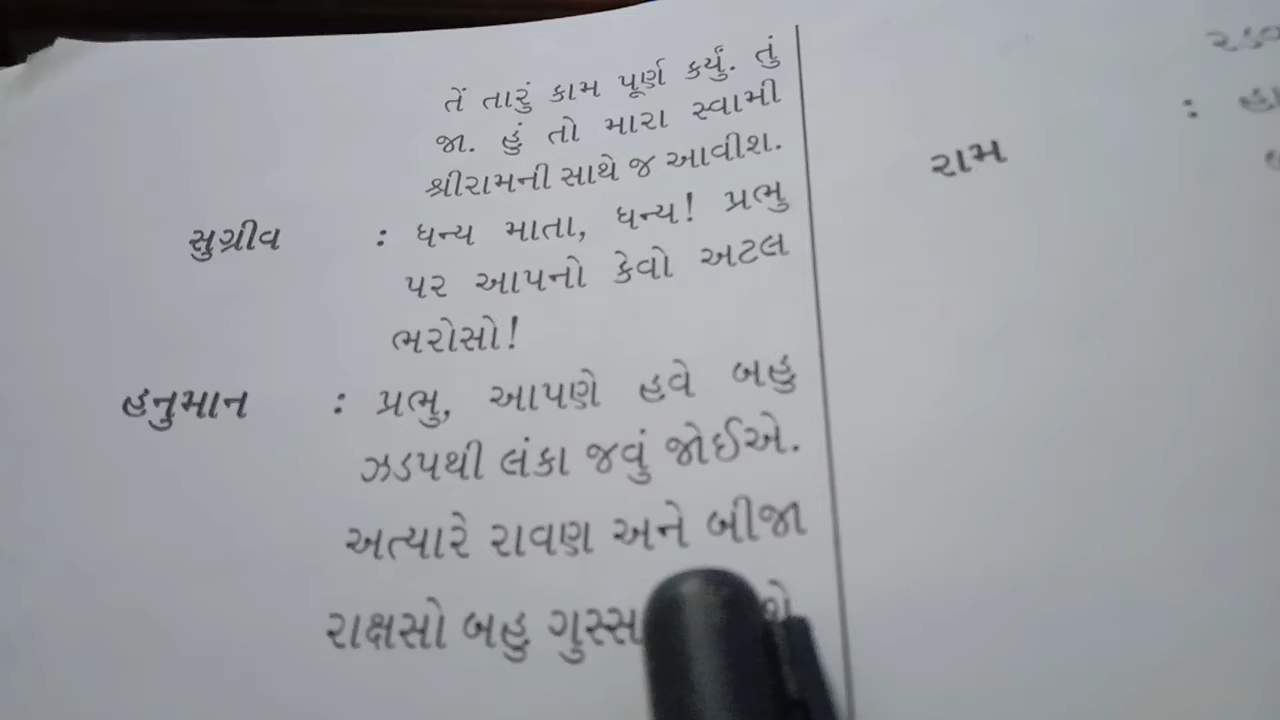 તેં તારું કામ પૂર્ણ કર્યું. તું
જા. હું તો મારા સ્વામી
શ્રીરામની સાથે જ આવીશ.
સુગ્રીવ : ધન્ય માતા, ધન્ય! પ્રભુ
પર આપનો કેવો અટલ
ભરોસો!
હનુમાન : પ્રભુ, આપણે હવે બહુ
ઝડપથી લંકા જવું જોઈએ.
અત્યારે રાવણ અને બીજા
રાક્ષસો બહુ
રામ :